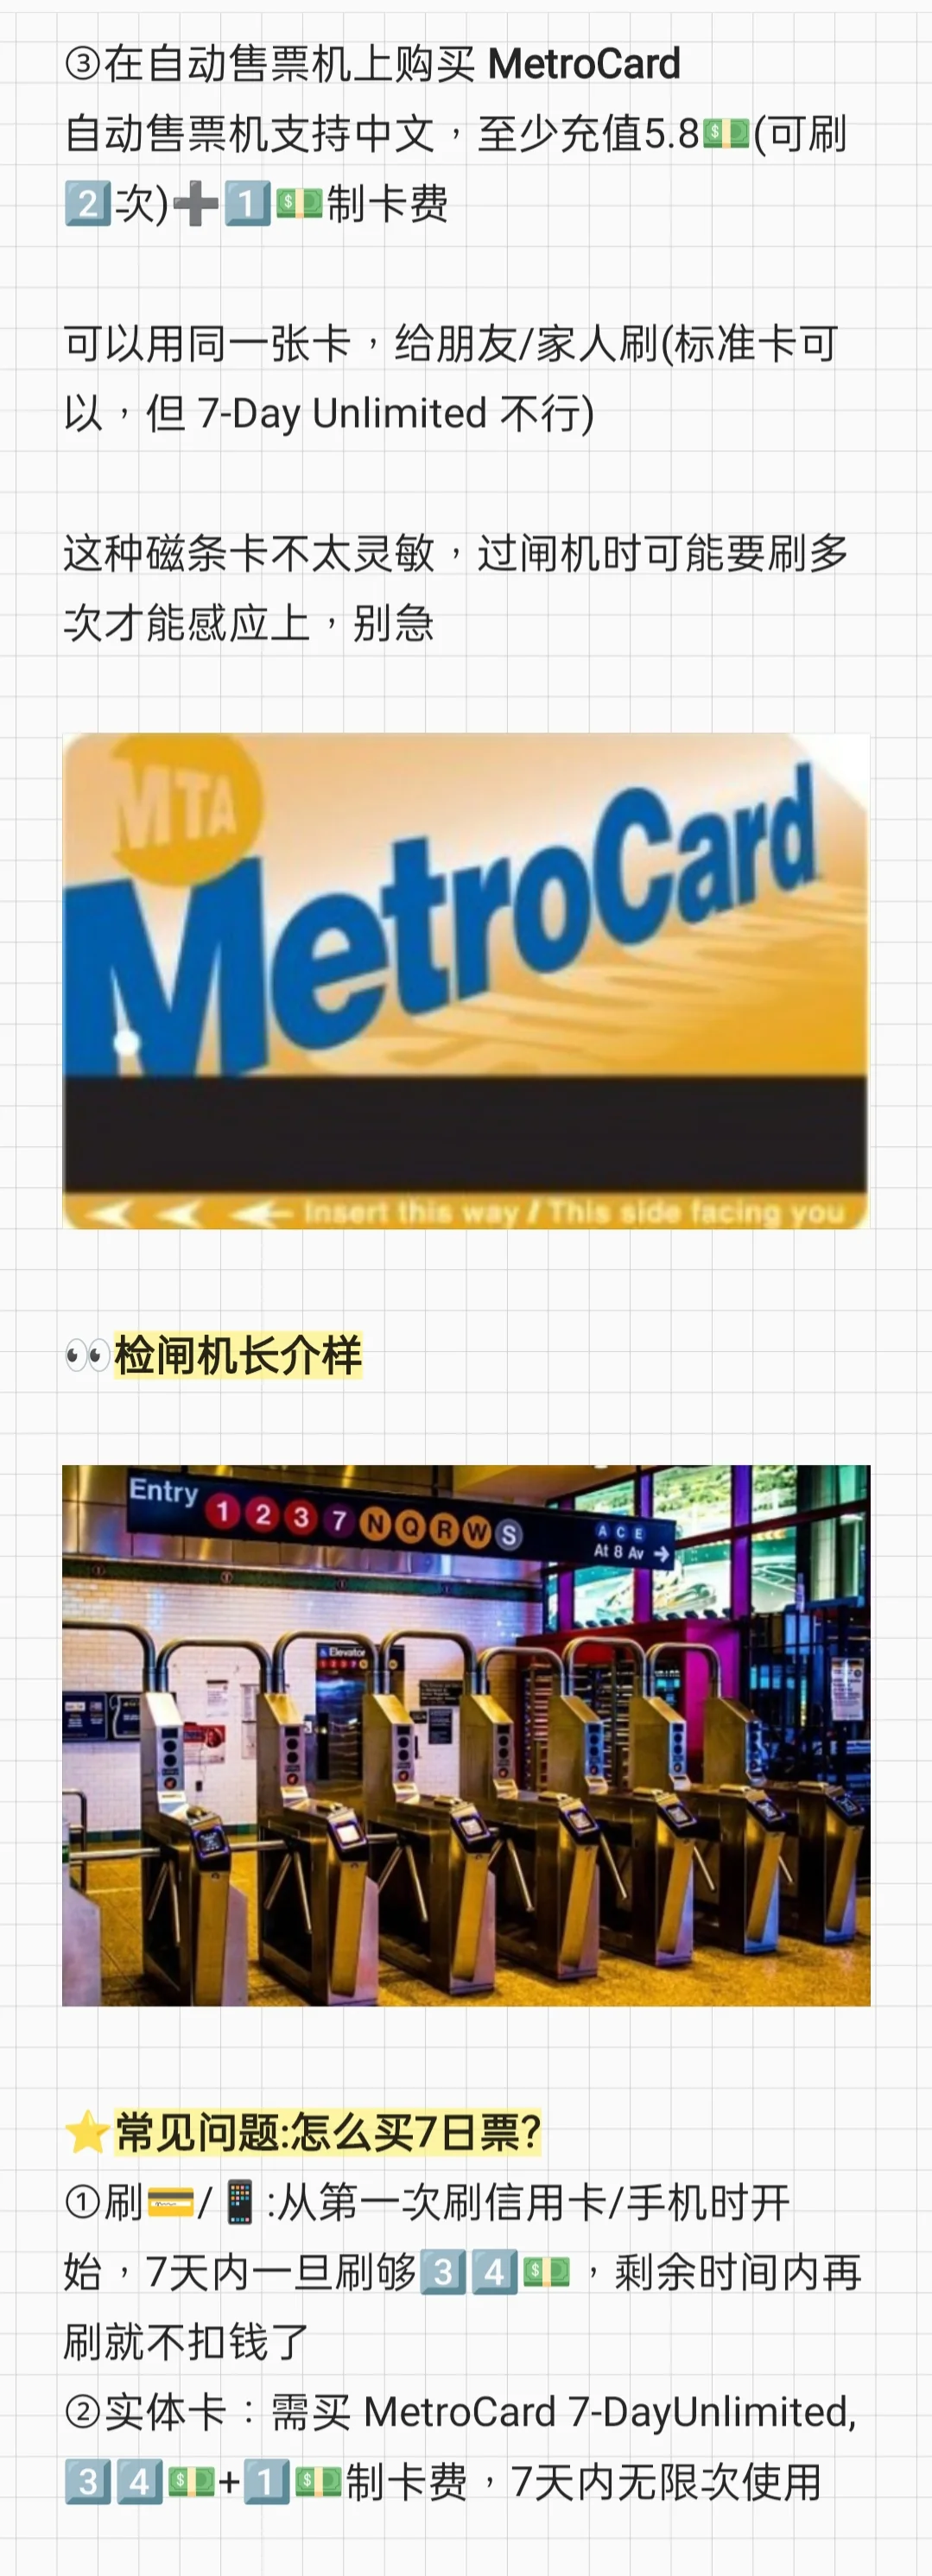 ③在自动售票机上购买 MetroCard
自动售票机支持中文，至少充值5.8💵(可刷
2️⃣次)➕1️⃣💵制卡费
可以用同一张卡，给朋友/家人刷(标准卡可
以，但 7-Day Unlimited 不行)
这种磁条卡不太灵敏，过闸机时可能要刷多
次才能感应上，别急
MTA
MetroCard
Insert this way / This side facing you
👀检闸机长介样
Entry 1 2 3 7 N Q R W S
A C E
At 8 Av →
Elevator
⭐常见问题:怎么买7日票?
①刷💳/📱:从第一次刷信用卡/手机时开
始，7天内一旦刷够3️⃣4️⃣💵，剩余时间内再
刷就不扣钱了
②实体卡：需买 MetroCard 7-DayUnlimited,
3️⃣4️⃣💵+1️⃣💵制卡费，7天内无限次使用